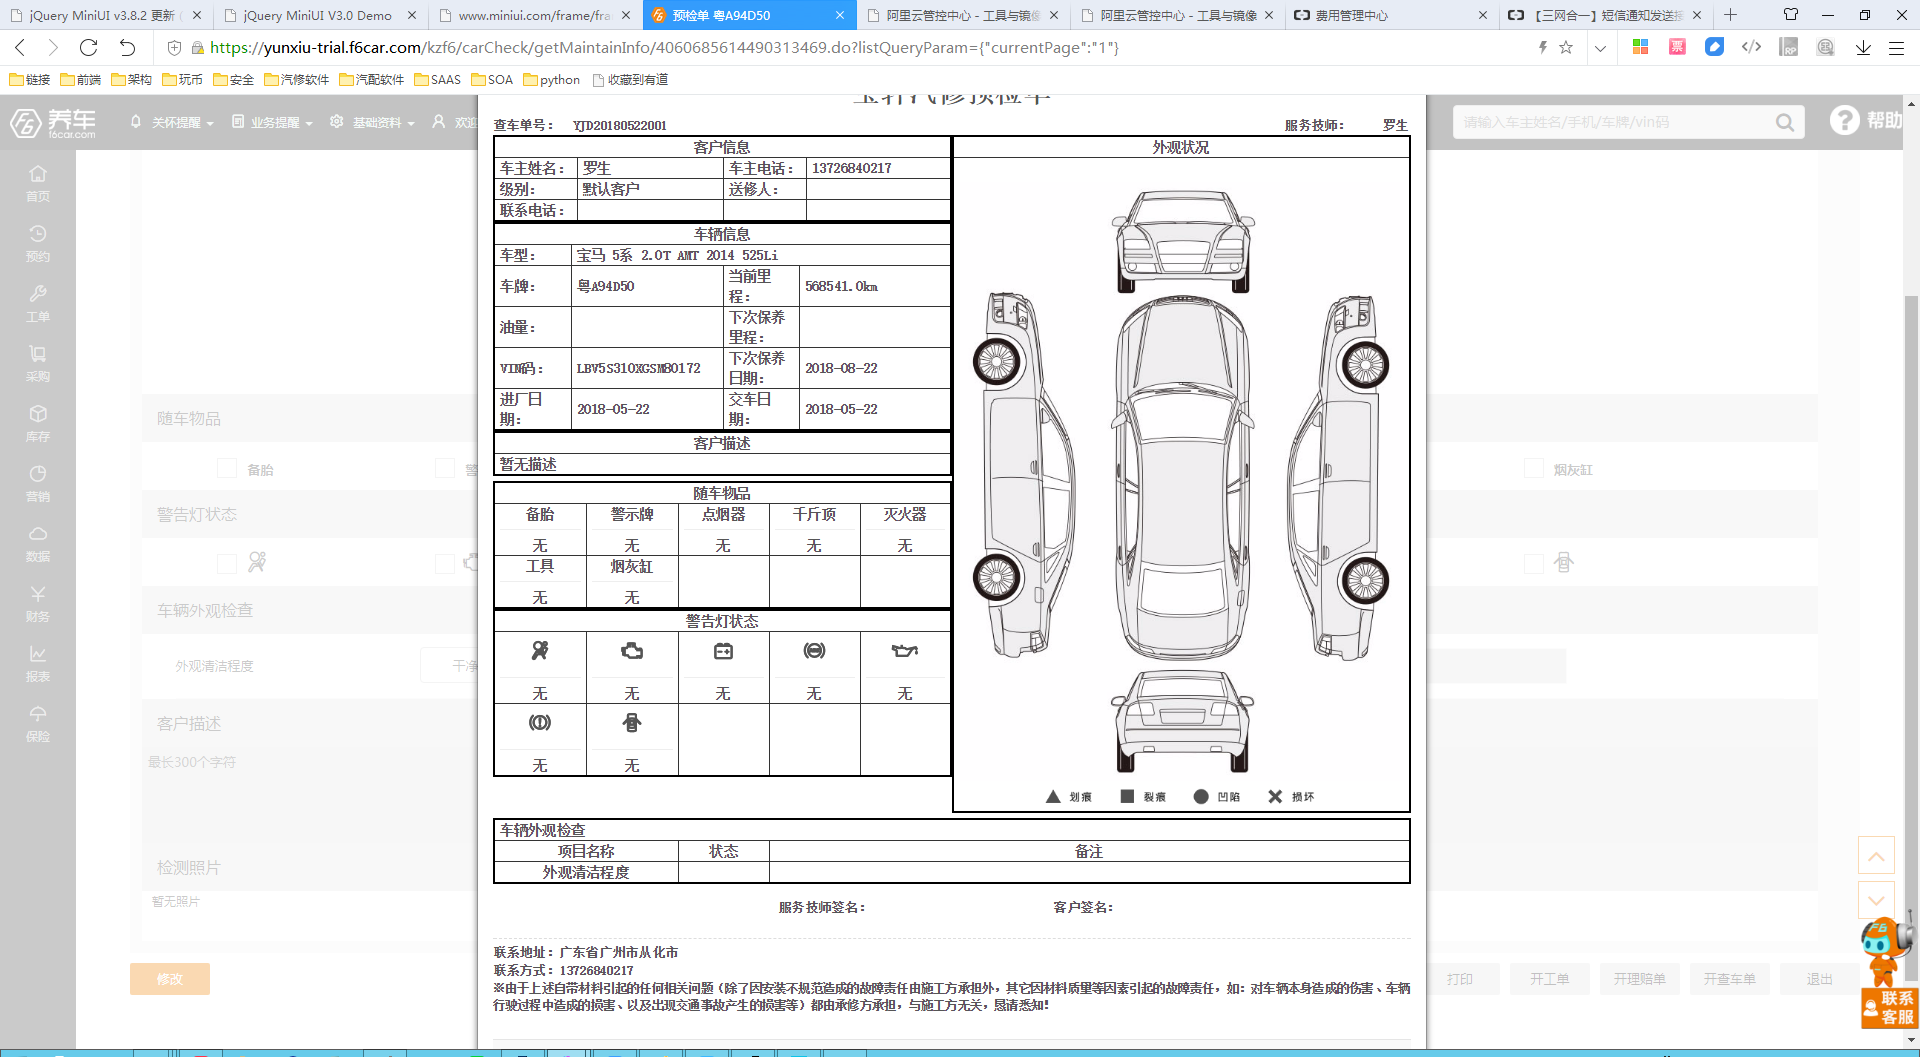 jQuery MiniUI v3.8.2 更新
jQuery MiniUI V3.0 Demo
www.miniui.com/frame/fra
预检单 粤A94D50
阿里云管控中心 - 工具与镜像
阿里云管控中心 - 工具与镜像
费用管理中心
【三网合一】短信通知发送接
https://yunxiu-trial.f6car.com/kzf6/carCheck/getMaintainInfo/4060685614490313469.do?listQueryParam={"currentPage":"1"}
链接
前端
架构
玩币
安全
汽修软件
汽配软件
SAAS
SOA
python
收藏到有道
养车
f6car.com
关怀提醒
业务提醒
基础资料
欢迎
请输入车主姓名/手机/车牌/vin码
帮助
首页
预约
工单
采购
库存
营销
数据
财务
报表
保险
随车物品
备胎
警
烟灰缸
警告灯状态
车辆外观检查
外观清洁程度
干净
客户描述
最长300个字符
检测照片
暂无照片
修改
打印
开工单
开理赔单
开查车单
退出
联系
客服
查车单号： YJD20180522001
服务技师： 罗生
客户信息
车主姓名： 罗生 车主电话： 13726840217
级别： 默认客户 送修人：
联系电话：
车辆信息
车型： 宝马 5系 2.0T AMT 2014 525Li
车牌： 粤A94D50 当前里程： 568541.0km
油量： 下次保养里程：
VIN码： LBV5S310XGSM80172 下次保养日期： 2018-08-22
进厂日期： 2018-05-22 交车日期： 2018-05-22
客户描述
暂无描述
随车物品
备胎 警示牌 点烟器 千斤顶 灭火器
无 无 无 无 无
工具 烟灰缸
无 无
警告灯状态
无 无 无 无 无
无 无
外观状况
划痕 裂痕 凹陷 损坏
车辆外观检查
项目名称 状态 备注
外观清洁程度
服务技师签名： 客户签名：
联系地址：广东省广州市从化市
联系方式：13726840217
※由于上述自带材料引起的任何相关问题（除了因安装不规范造成的故障责任由施工方承担外，其它因材料质量等因素引起的故障责任，如：对车辆本身造成的伤害、车辆
行驶过程中造成的损害、以及出现交通事故产生的损害等）都由承修方承担，与施工方无关，恳请悉知！